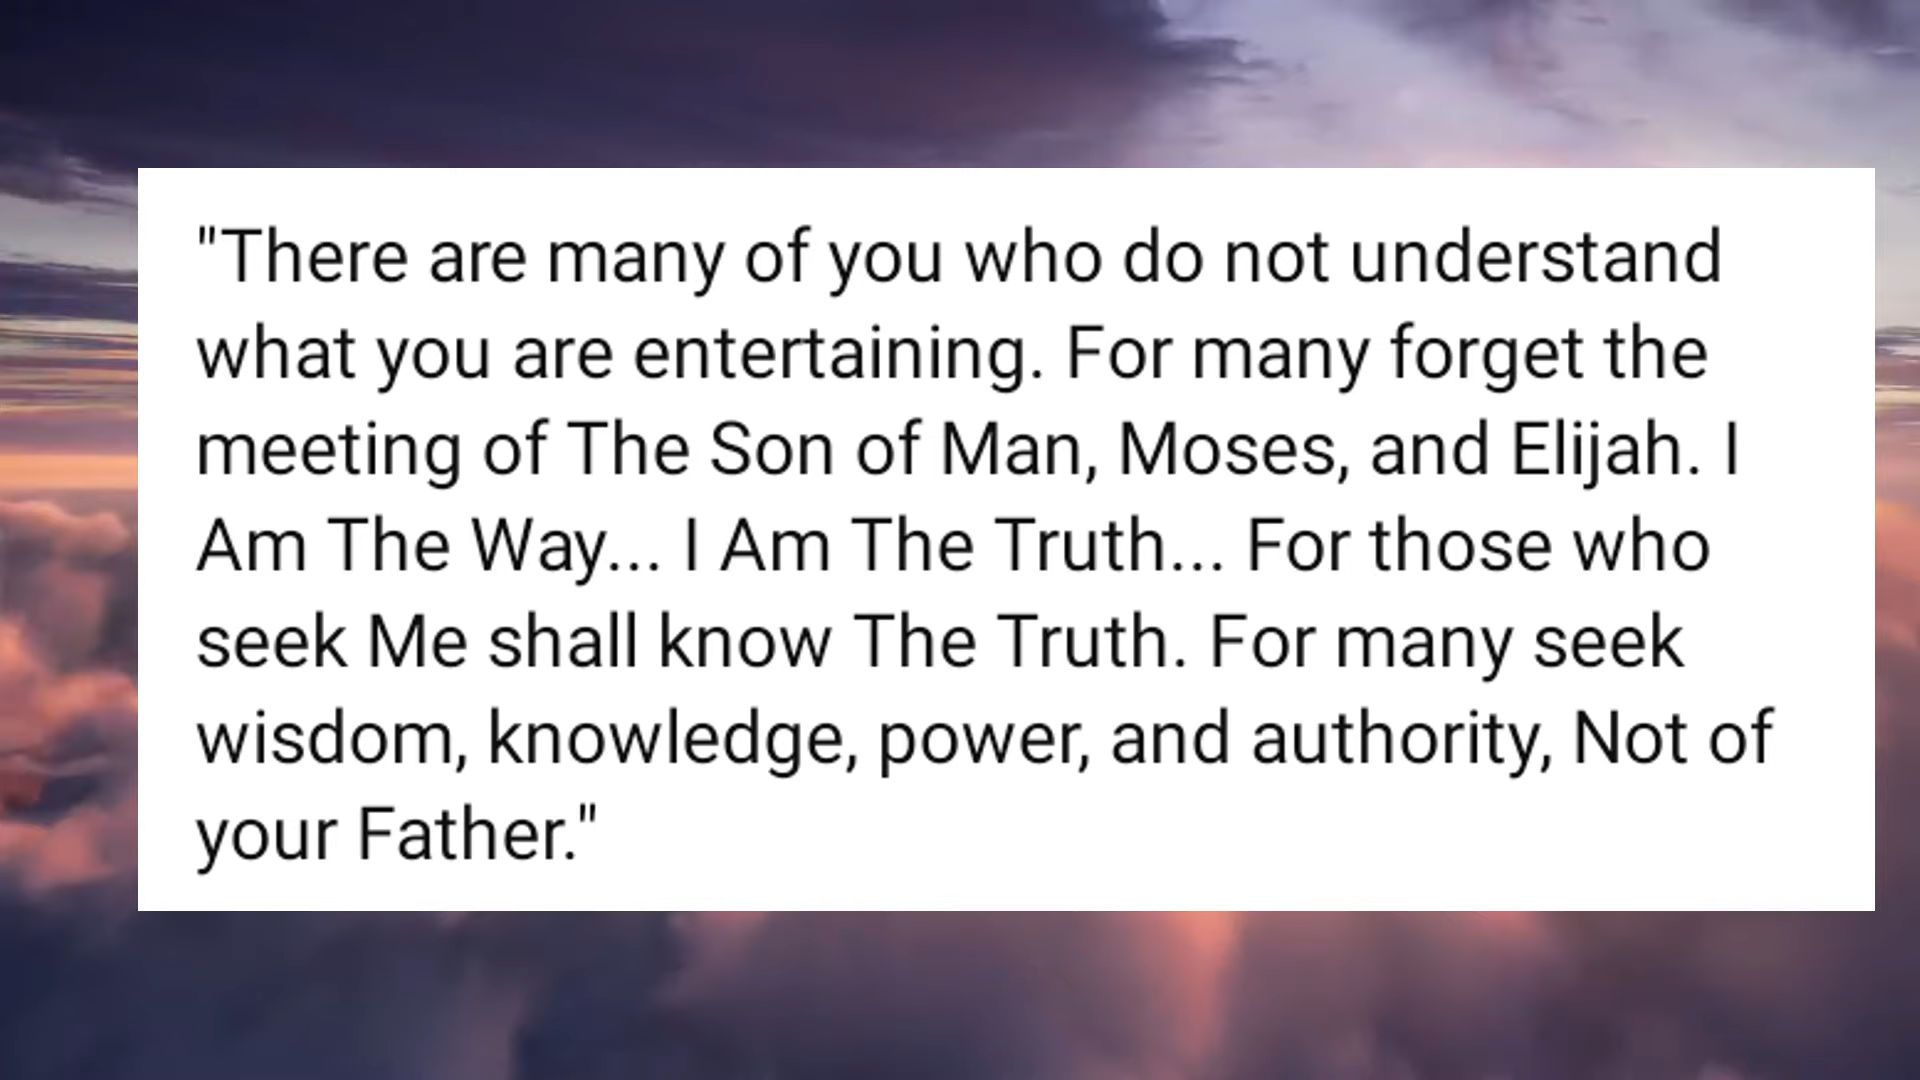 "There are many of you who do not understand
what you are entertaining. For many forget the
meeting of The Son of Man, Moses, and Elijah. I
Am The Way... I Am The Truth... For those who
seek Me shall know The Truth. For many seek
wisdom, knowledge, power, and authority, Not of
your Father."